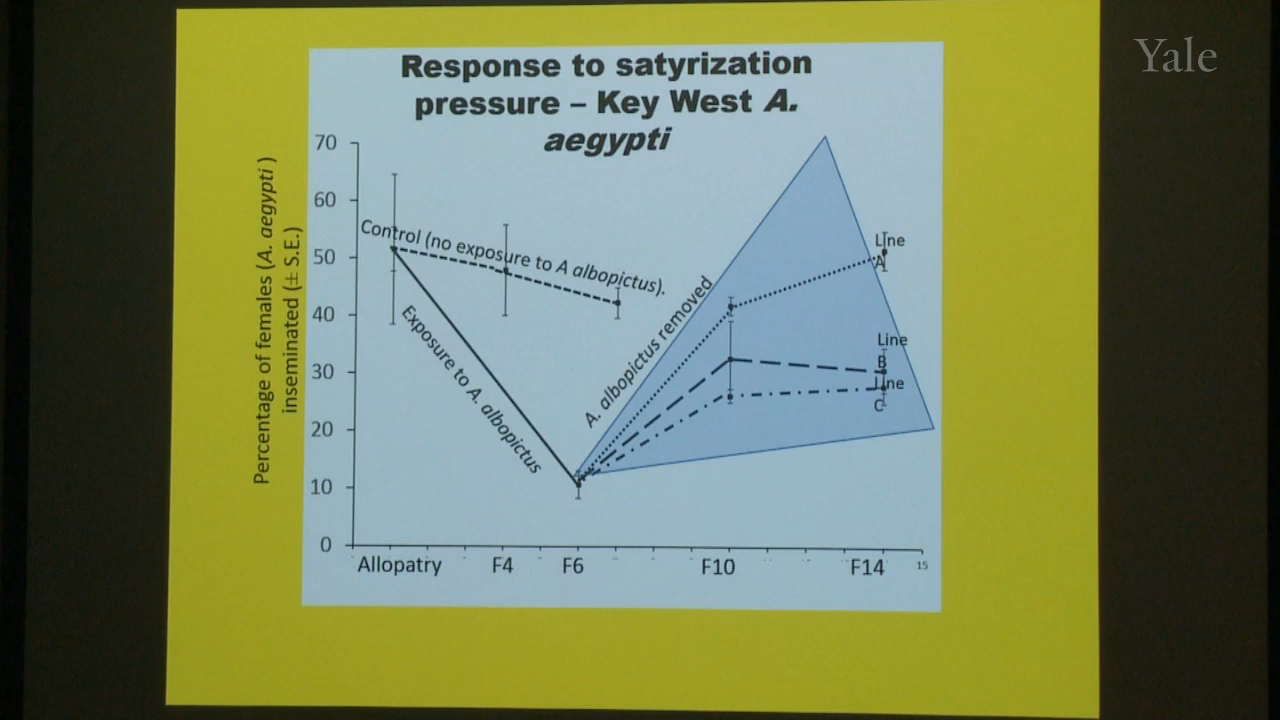 Yale
Response to satyrization
pressure – Key West A.
aegypti
Percentage of females (A. aegypti )
inseminated (± S.E.)
70
60
50
40
30
20
10
0
Control (no exposure to A albopictus).
Exposure to A. albopictus
A. albopictus removed
Line
A
Line
B
Line
C
Allopatry F4 F6 F10 F14 15